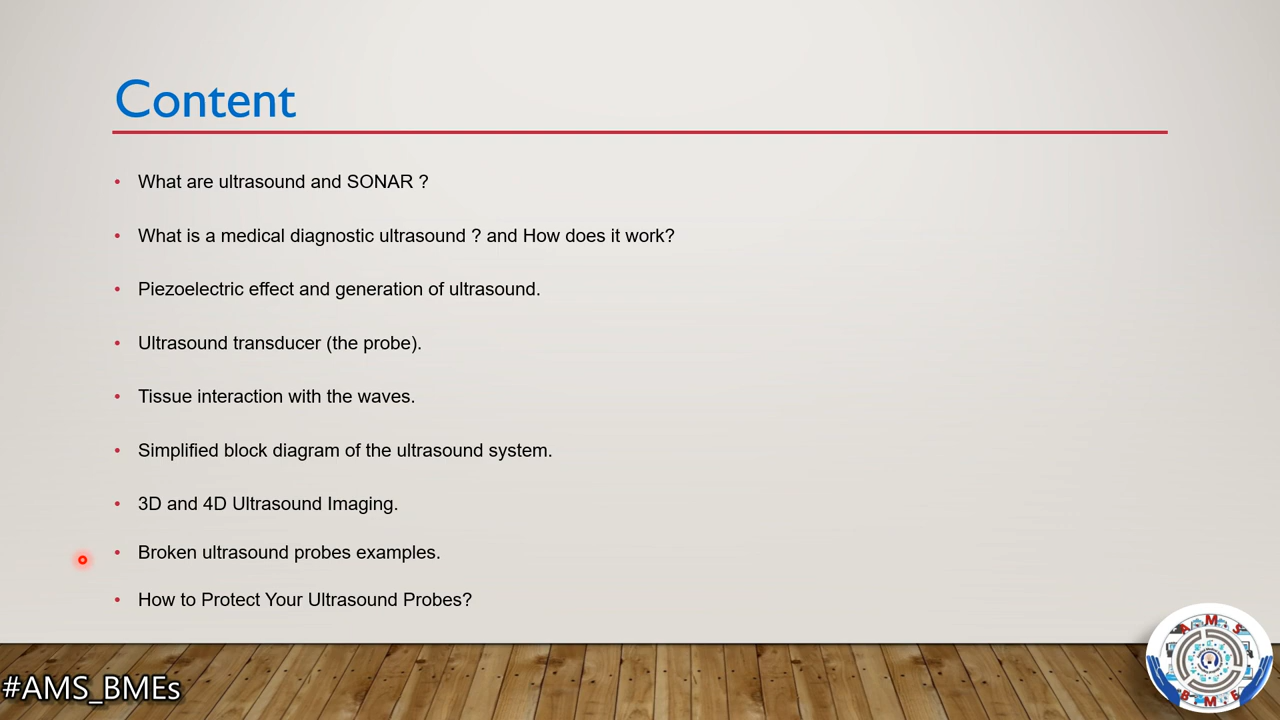 Content
• What are ultrasound and SONAR ?
• What is a medical diagnostic ultrasound ? and How does it work?
• Piezoelectric effect and generation of ultrasound.
• Ultrasound transducer (the probe).
• Tissue interaction with the waves.
• Simplified block diagram of the ultrasound system.
• 3D and 4D Ultrasound Imaging.
• Broken ultrasound probes examples.
• How to Protect Your Ultrasound Probes?
#AMS_BMEs
A M S
B M E